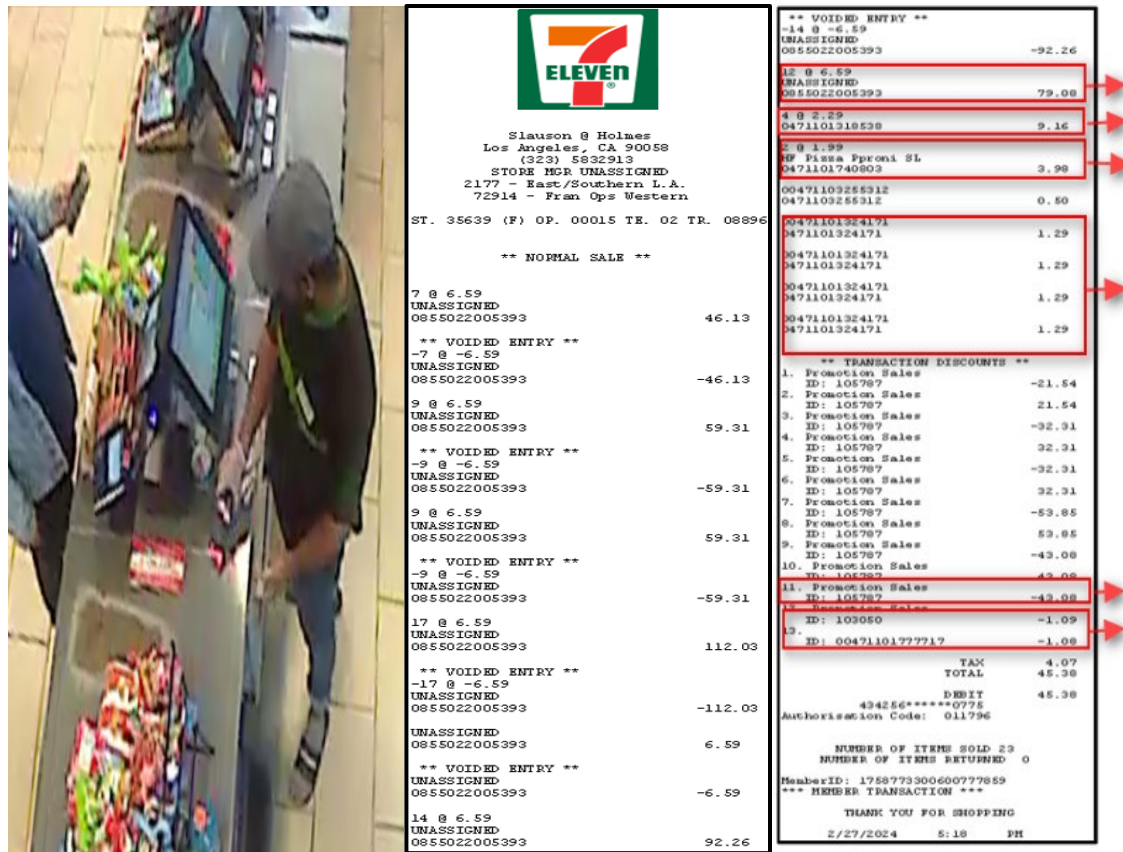 7
ELEVEN
®
Slauson @ Holmes
Los Angeles, CA 90058
(323) 5832913
STORE MGR UNASSIGNED
2177 - East/Southern L.A.
72914 - Fran Ops Western
ST. 35639 (F) OP. 00015 TE. 02 TR. 08896
** NORMAL SALE **
7 @ 6.59
UNASSIGNED
0855022005393 46.13
** VOIDED ENTRY **
-7 @ -6.59
UNASSIGNED
0855022005393 -46.13
9 @ 6.59
UNASSIGNED
0855022005393 59.31
** VOIDED ENTRY **
-9 @ -6.59
UNASSIGNED
0855022005393 -59.31
9 @ 6.59
UNASSIGNED
0855022005393 59.31
** VOIDED ENTRY **
-9 @ -6.59
UNASSIGNED
0855022005393 -59.31
17 @ 6.59
UNASSIGNED
0855022005393 112.03
** VOIDED ENTRY **
-17 @ -6.59
UNASSIGNED
0855022005393 -112.03
UNASSIGNED
0855022005393 6.59
** VOIDED ENTRY **
UNASSIGNED
0855022005393 -6.59
14 @ 6.59
UNASSIGNED
0855022005393 92.26
** VOIDED ENTRY **
-14 @ -6.59
UNASSIGNED
0855022005393 -92.26
12 @ 6.59
UNASSIGNED
0855022005393 79.08
4 @ 2.29
0471101318538 9.16
2 @ 1.99
HF Pizza Pproni SL
0471101740803 3.98
00471103255312
0471103255312 0.50
00471101324171
0471101324171 1.29
00471101324171
0471101324171 1.29
00471101324171
0471101324171 1.29
00471101324171
0471101324171 1.29
** TRANSACTION DISCOUNTS **
1. Promotion Sales
ID: 105787 -21.54
2. Promotion Sales
ID: 105787 21.54
3. Promotion Sales
ID: 105787 -32.31
4. Promotion Sales
ID: 105787 32.31
5. Promotion Sales
ID: 105787 -32.31
6. Promotion Sales
ID: 105787 32.31
7. Promotion Sales
ID: 105787 -53.85
8. Promotion Sales
ID: 105787 53.85
9. Promotion Sales
ID: 105787 -43.08
10. Promotion Sales
ID: 105787 43.08
11. Promotion Sales
ID: 105787 -43.08
12. Promotion Sales
ID: 103050 -1.09
13.
ID: 00471101777717 -1.08
TAX 4.07
TOTAL 45.38
DEBIT 45.38
434256******0775
Authorisation Code: 011796
NUMBER OF ITEMS SOLD 23
NUMBER OF ITEMS RETURNED 0
MemberID: 1758773300600777859
*** MEMBER TRANSACTION ***
THANK YOU FOR SHOPPING
2/27/2024 5:18 PM